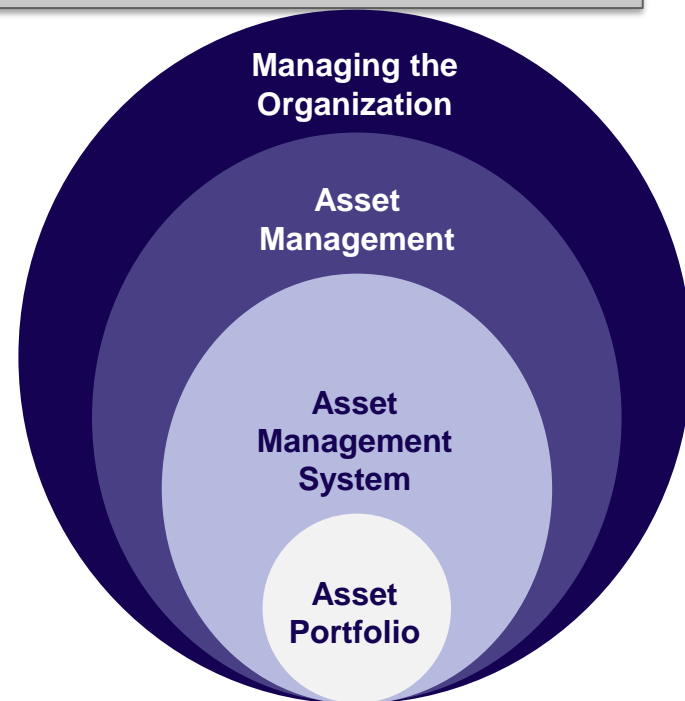 Managing the
Organization
Asset
Management
Asset
Management
System
Asset
Portfolio